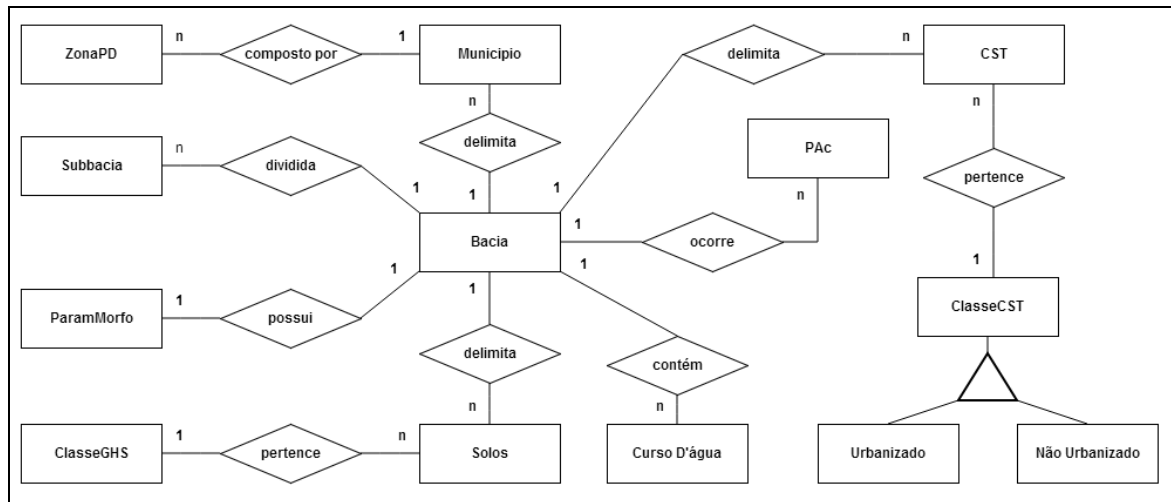 ZonaPD
n
composto por
1
Municipio
delimita
n
CST
n
n
delimita
1
PAc
n
pertence
1
Subbacia
n
dividida
1
1
Bacia
1
ocorre
ParamMorfo
1
possui
1
1
delimita
n
1
contém
n
ClasseCST
ClasseGHS
1
pertence
n
Solos
Curso D'água
Urbanizado
Não Urbanizado